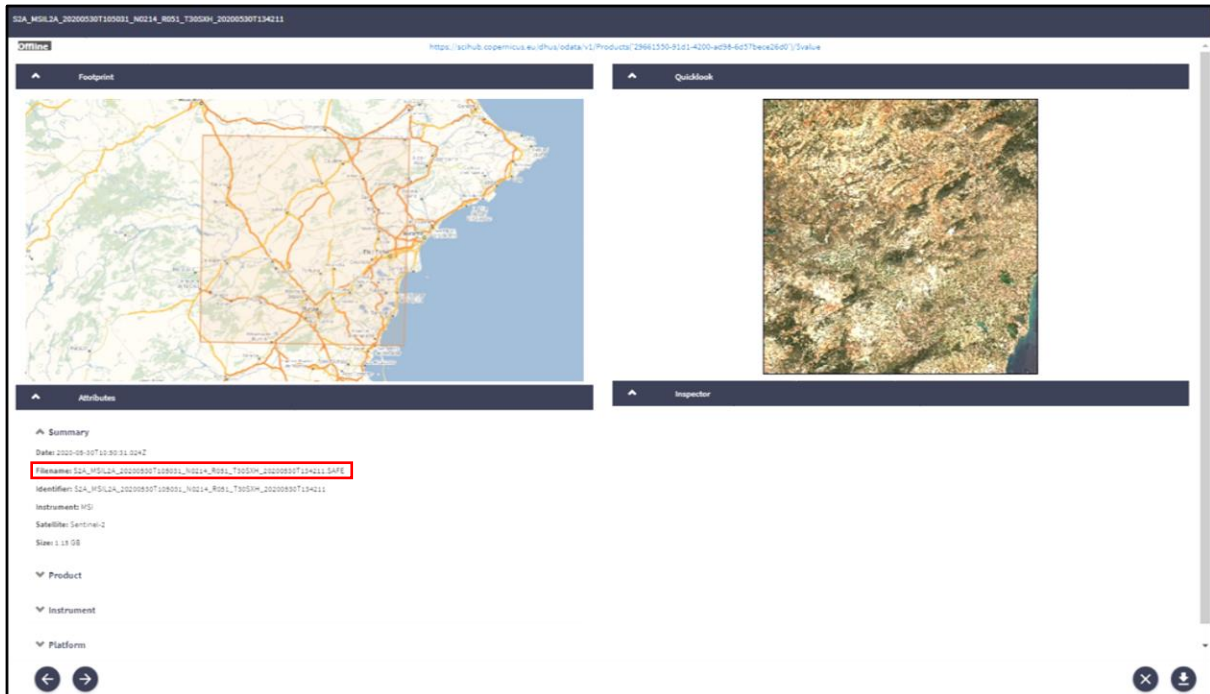 S2A_MSIL2A_20200530T105031_N0214_R051_T30SXH_20200530T134211
Offline
https://scihub.copernicus.eu/dhus/odata/v1/Products('29661550-91d1-4200-ad98-6d57bece26d0')/$value
Footprint
Quicklook
Attributes
Inspector
Summary
Date: 2020-05-30T10:50:31.024Z
Filename: S2A_MSIL2A_20200530T105031_N0214_R051_T30SXH_20200530T134211.SAFE
Identifier: S2A_MSIL2A_20200530T105031_N0214_R051_T30SXH_20200530T134211
Instrument: MSI
Satellite: Sentinel-2
Size: 1.13 GB
Product
Instrument
Platform